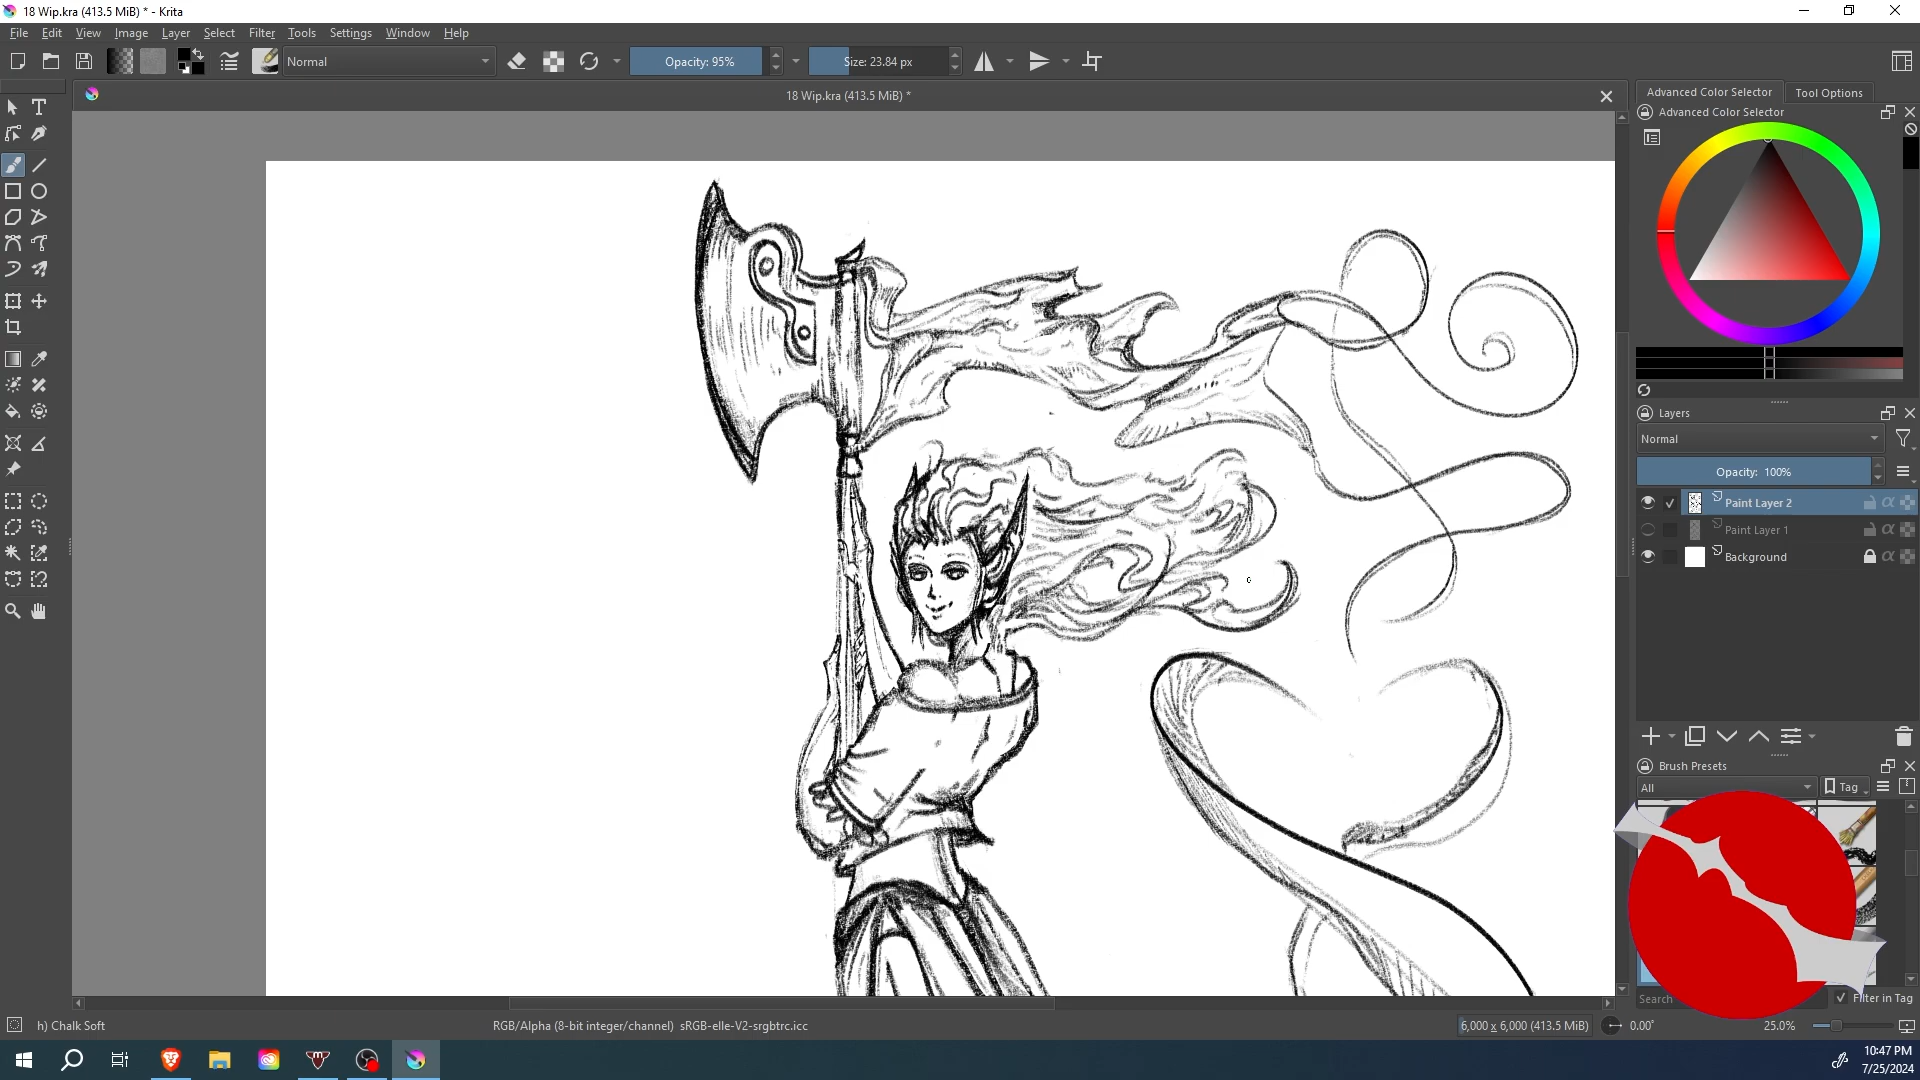 18 Wip.kra (413.5 MiB) * - Krita
File Edit View Image Layer Select Filter Tools Settings Window Help
Normal
Opacity: 95%
Size: 23.84 px
18 Wip.kra (413.5 MiB) *
Advanced Color Selector
Tool Options
Advanced Color Selector
Layers
Normal
Opacity: 100%
Paint Layer 2
Paint Layer 1
Background
Brush Presets
All
Tag
Search
Filter in Tag
h) Chalk Soft
RGB/Alpha (8-bit integer/channel) sRGB-elle-V2-srgbtrc.icc
6,000 x 6,000 (413.5 MiB)
0.00°
25.0%
10:47 PM
7/25/2024